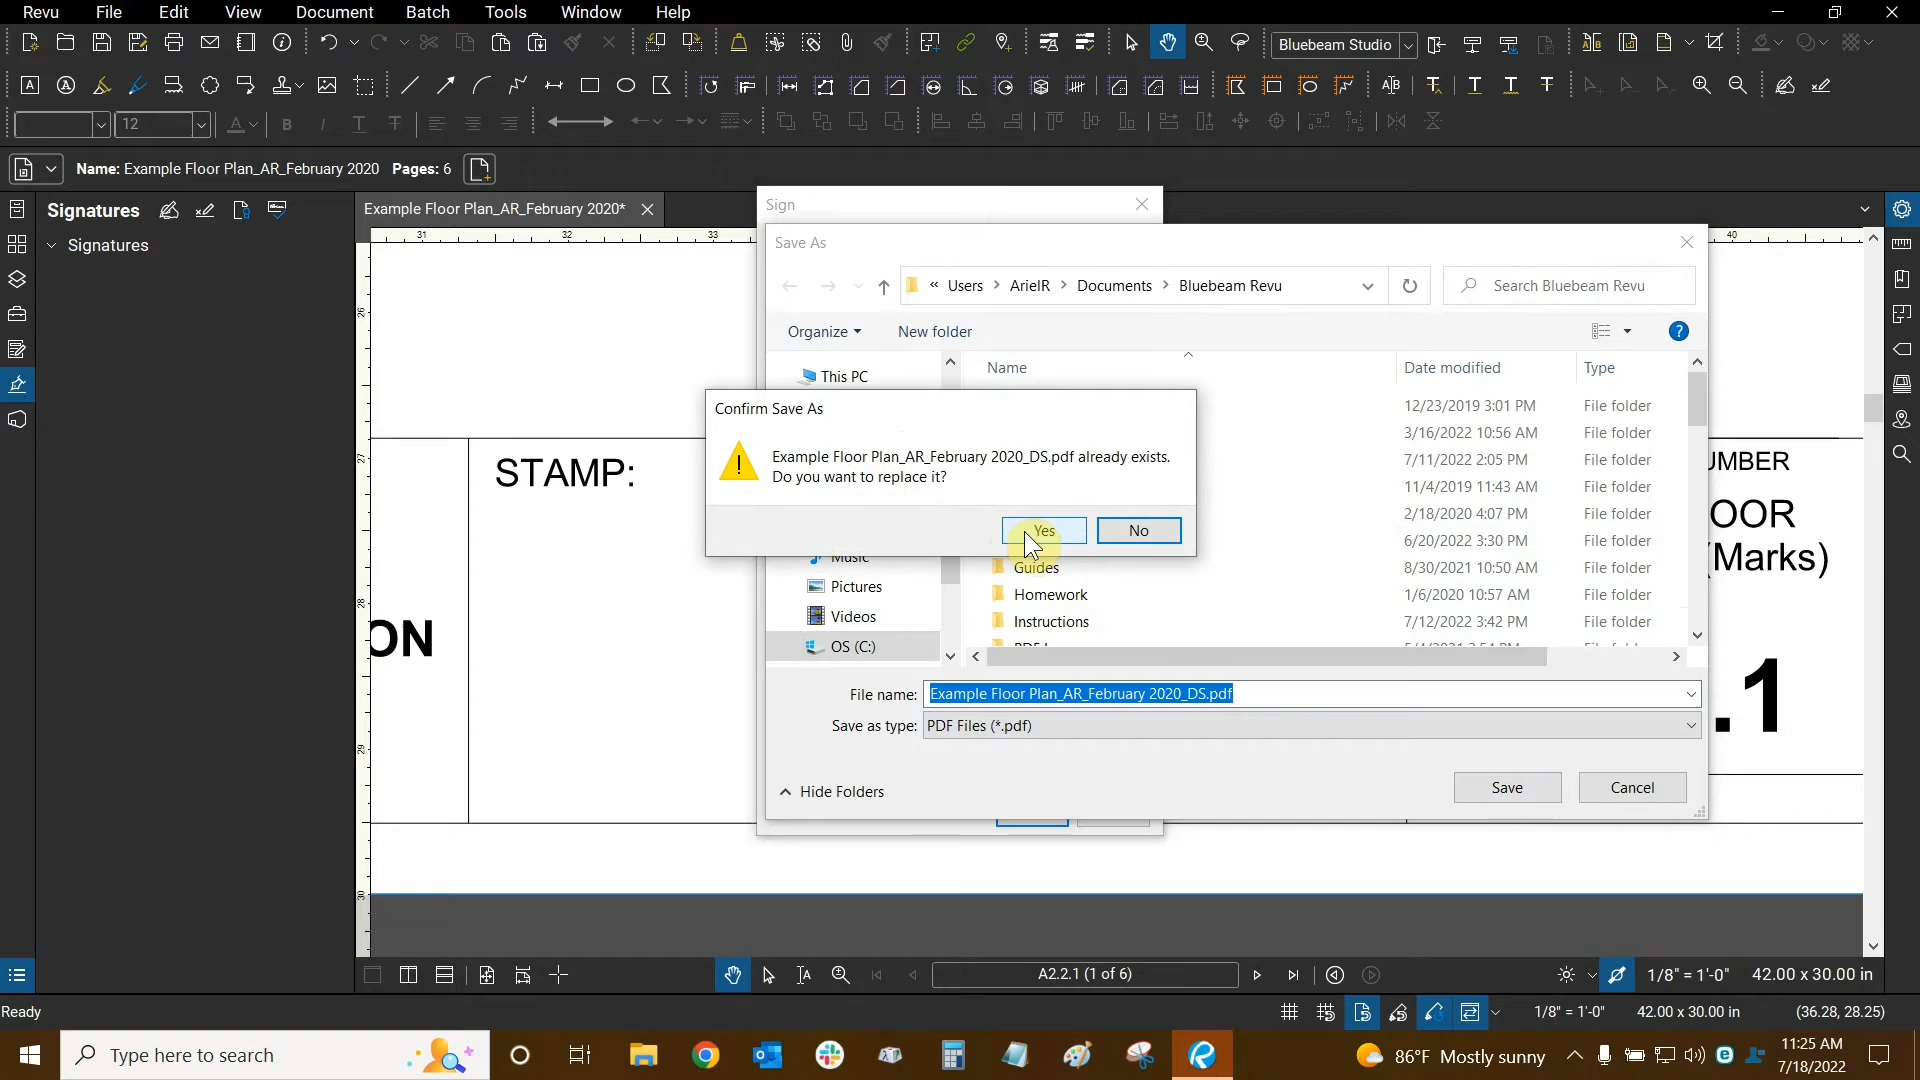 Revu File Edit View Document Batch Tools Window Help
Bluebeam Studio
12
Name: Example Floor Plan_AR_February 2020 Pages: 6
Signatures
Signatures
Example Floor Plan_AR_February 2020*
31 32 33 40
26
27
28
29
30
STAMP:
ON
UMBER
OOR
(Marks)
.1
Sign
Save As
« Users > ArielR > Documents > Bluebeam Revu
Search Bluebeam Revu
Organize New folder
Name Date modified Type
This PC
12/23/2019 3:01 PM File folder
3/16/2022 10:56 AM File folder
7/11/2022 2:05 PM File folder
11/4/2019 11:43 AM File folder
2/18/2020 4:07 PM File folder
6/20/2022 3:30 PM File folder
Music
Guides 8/30/2021 10:50 AM File folder
Pictures
Homework 1/6/2020 10:57 AM File folder
Videos
Instructions 7/12/2022 3:42 PM File folder
OS (C:)
Confirm Save As
Example Floor Plan_AR_February 2020_DS.pdf already exists.
Do you want to replace it?
Yes No
File name: Example Floor Plan_AR_February 2020_DS.pdf
Save as type: PDF Files (*.pdf)
Hide Folders
Save Cancel
A2.2.1 (1 of 6)
1/8" = 1'-0" 42.00 x 30.00 in
Ready
1/8" = 1'-0" 42.00 x 30.00 in (36.28, 28.25)
Type here to search
86°F Mostly sunny
11:25 AM
7/18/2022